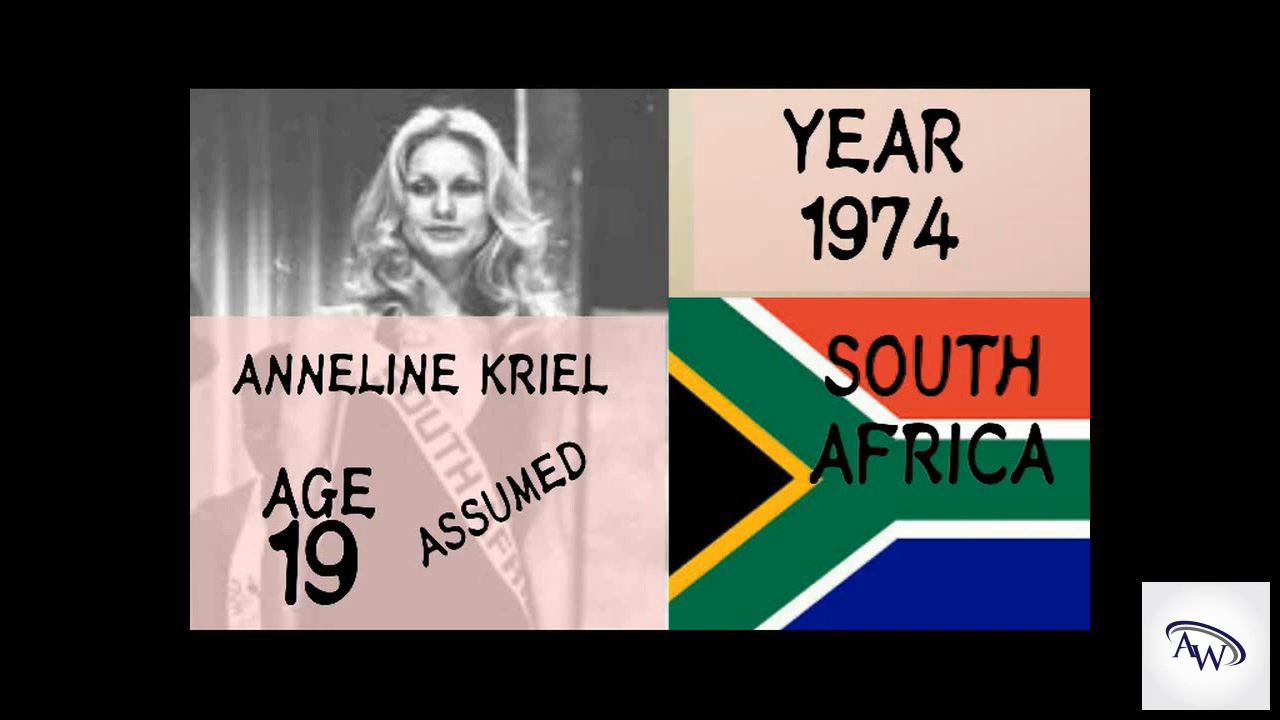 YEAR
1974
ANNELINE KRIEL
AGE
19
ASSUMED
SOUTH
AFRICA
AW